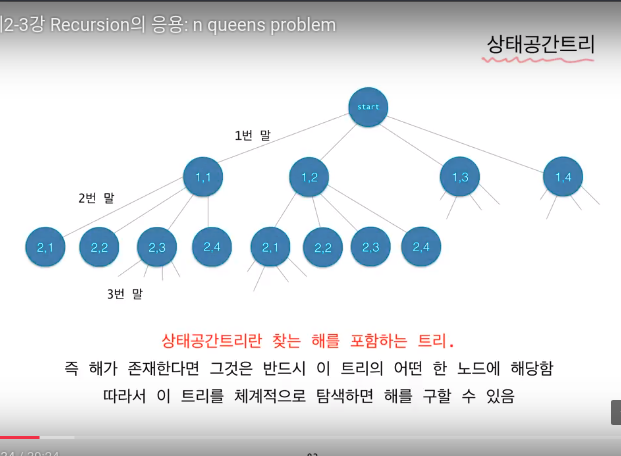 2-3강 Recursion의 응용: n queens problem
상태공간트리
start
1번 말
1,1
1,2
1,3
1,4
2번 말
2,1
2,2
2,3
2,4
2,1
2,2
2,3
2,4
3번 말
상태공간트리란 찾는 해를 포함하는 트리.
즉 해가 존재한다면 그것은 반드시 이 트리의 어떤 한 노드에 해당함
따라서 이 트리를 체계적으로 탐색하면 해를 구할 수 있음